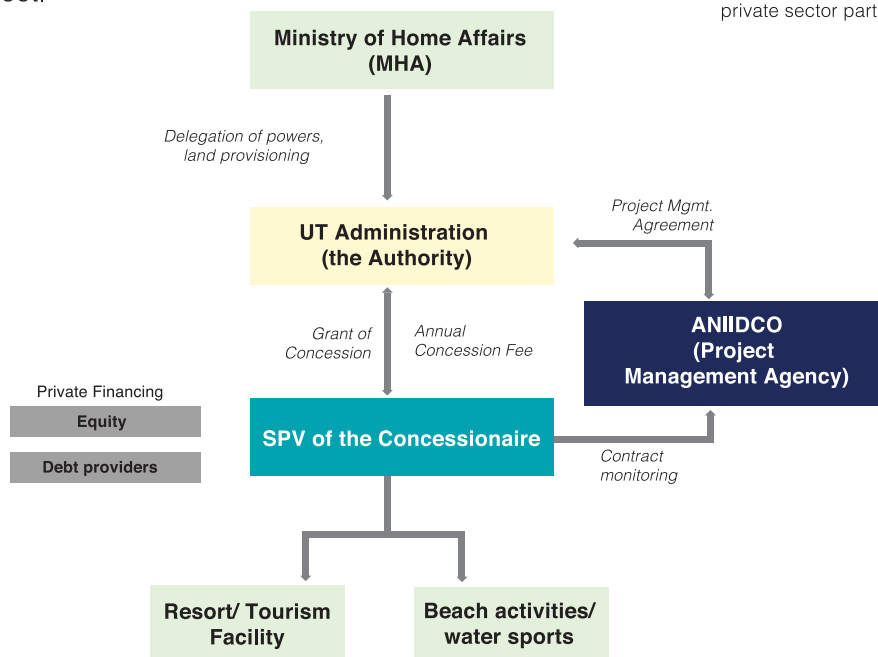 private sector part
Ministry of Home Affairs
(MHA)
Delegation of powers,
land provisioning
UT Administration
(the Authority)
Project Mgmt.
Agreement
ANIIDCO
(Project
Management Agency)
Grant of
Concession
Annual
Concession Fee
Private Financing
Equity
Debt providers
SPV of the Concessionaire
Contract
monitoring
Resort/ Tourism
Facility
Beach activities/
water sports